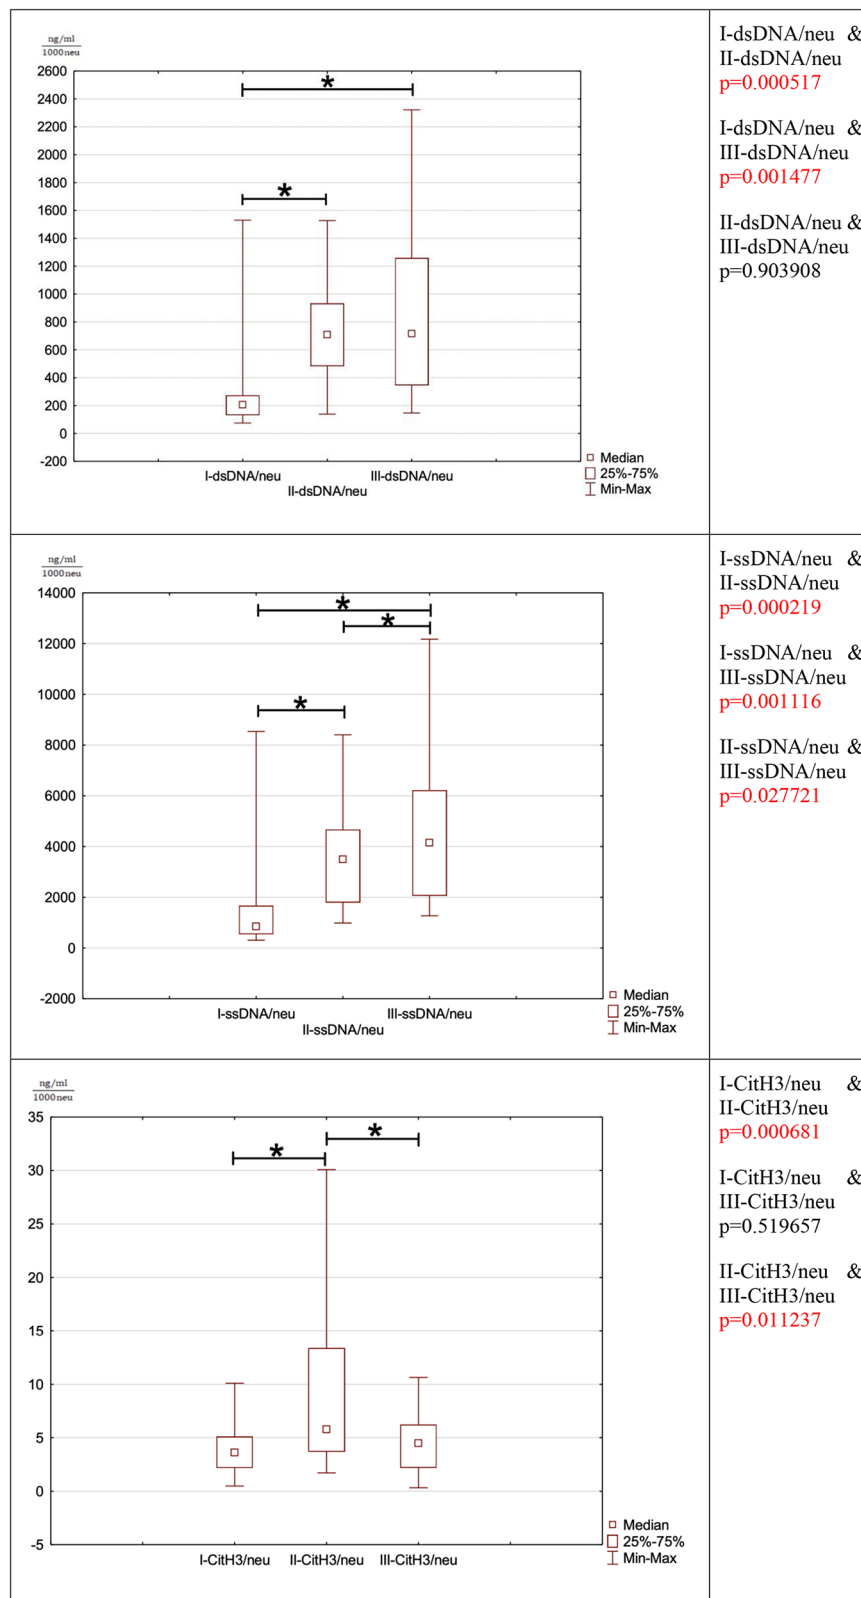 ng/ml
1000neu
2600
2400
2200
2000
1800
1600
1400
1200
1000
800
600
400
200
0
-200
*
*
I-dsDNA/neu
II-dsDNA/neu
III-dsDNA/neu
Median
25%-75%
Min-Max
I-dsDNA/neu &
II-dsDNA/neu
p=0.000517
I-dsDNA/neu &
III-dsDNA/neu
p=0.001477
II-dsDNA/neu &
III-dsDNA/neu
p=0.903908
ng/ml
1000neu
14000
12000
10000
8000
6000
4000
2000
0
-2000
*
*
*
I-ssDNA/neu
II-ssDNA/neu
III-ssDNA/neu
Median
25%-75%
Min-Max
I-ssDNA/neu &
II-ssDNA/neu
p=0.000219
I-ssDNA/neu &
III-ssDNA/neu
p=0.001116
II-ssDNA/neu &
III-ssDNA/neu
p=0.027721
ng/ml
1000neu
35
30
25
20
15
10
5
0
-5
*
*
I-CitH3/neu II-CitH3/neu III-CitH3/neu
Median
25%-75%
Min-Max
I-CitH3/neu &
II-CitH3/neu
p=0.000681
I-CitH3/neu &
III-CitH3/neu
p=0.519657
II-CitH3/neu &
III-CitH3/neu
p=0.011237